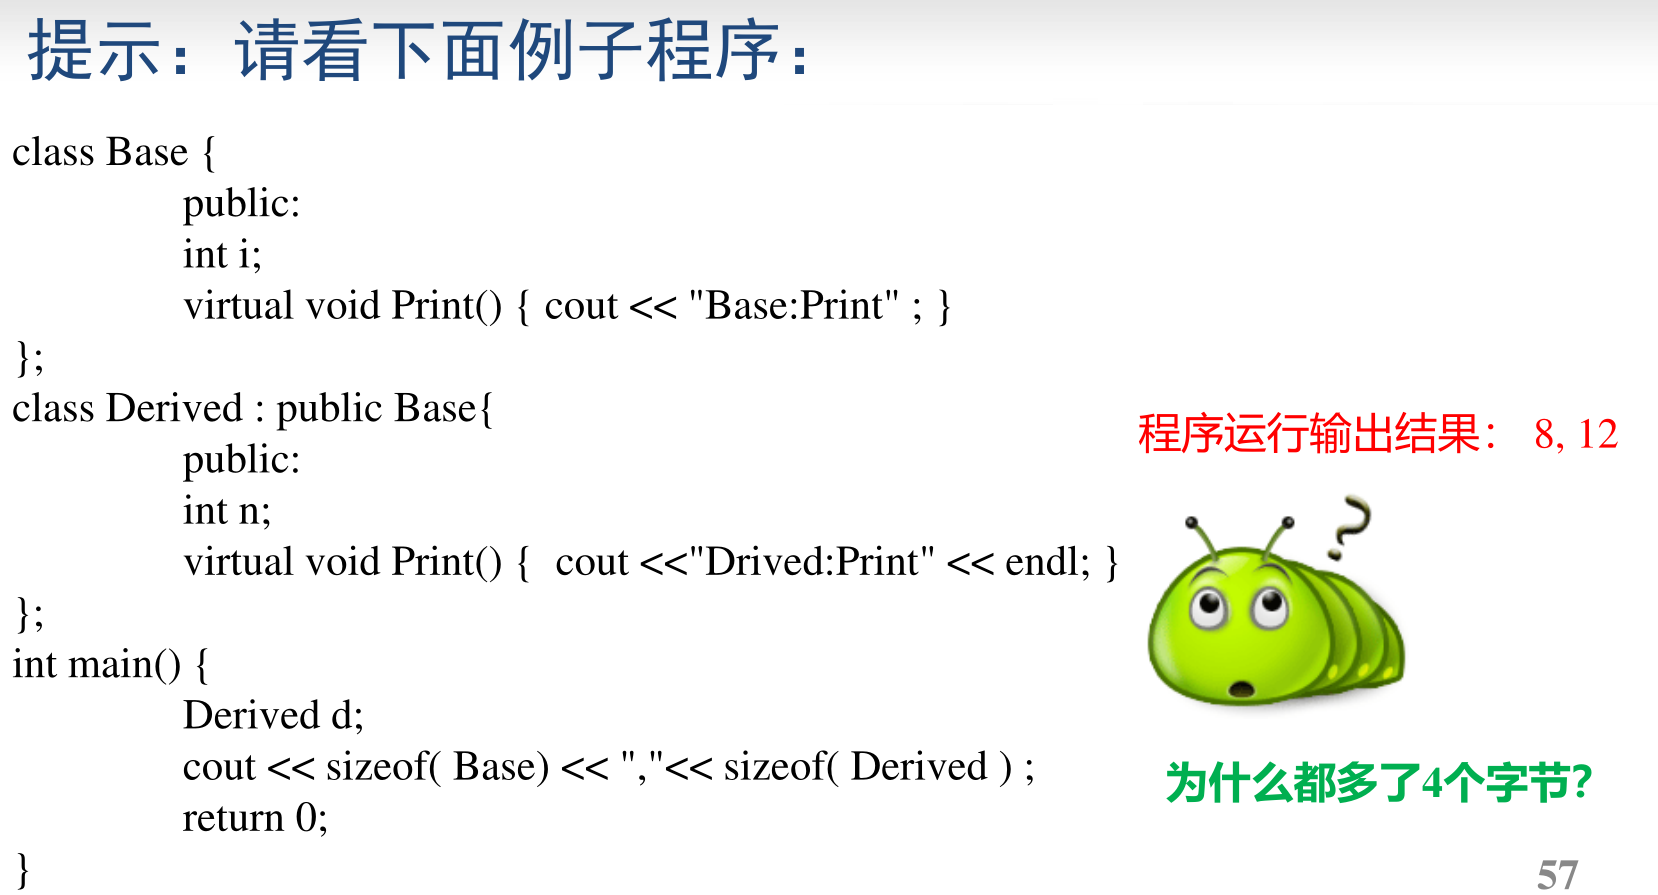 提示：请看下面例子程序：
class Base {
public:
int i;
virtual void Print() { cout << "Base:Print" ; }
};
class Derived : public Base{
public:
int n;
virtual void Print() {  cout <<"Drived:Print" << endl; }
};
int main() {
Derived d;
cout << sizeof( Base) << ","<< sizeof( Derived ) ;
return 0;
}
程序运行输出结果： 8, 12
为什么都多了4个字节?
57